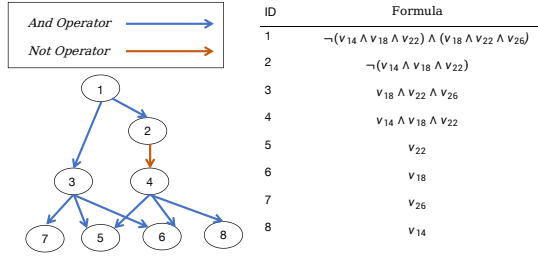 And Operator
Not Operator
1
2
3
4
7
5
6
8
ID Formula
1 ¬(v14 ∧ v18 ∧ v22) ∧ (v18 ∧ v22 ∧ v26)
2 ¬(v14 ∧ v18 ∧ v22)
3 v18 ∧ v22 ∧ v26
4 v14 ∧ v18 ∧ v22
5 v22
6 v18
7 v26
8 v14